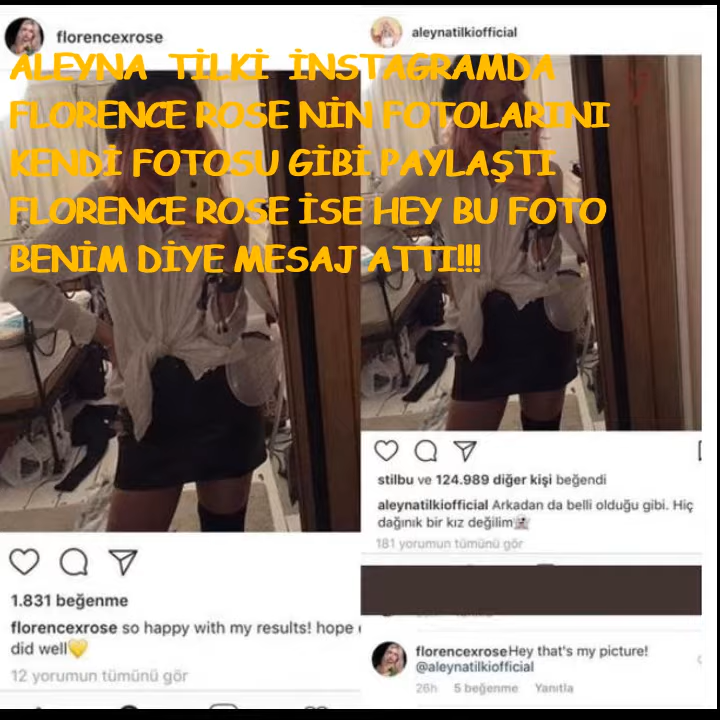 florencexrose
aleynatilkiofficial
ALEYNA TİLKİ İNSTAGRAMDA
FLORENCE ROSE NİN FOTOLARINI
KENDİ FOTOSU GİBİ PAYLAŞTI
FLORENCE ROSE İSE HEY BU FOTO
BENİM DİYE MESAJ ATTI!!!
1.831 beğenme
florencexrose so happy with my results! hope
did well💛
12 yorumun tümünü gör
stilbu ve 124.989 diğer kişi beğendi
aleynatilkiofficial Arkadan da belli olduğu gibi. Hiç
dağınık bir kız değilim
181 yorumun tümünü gör
florencexrose Hey that's my picture!
@aleynatilkiofficial
26h 5 beğenme Yanıtla